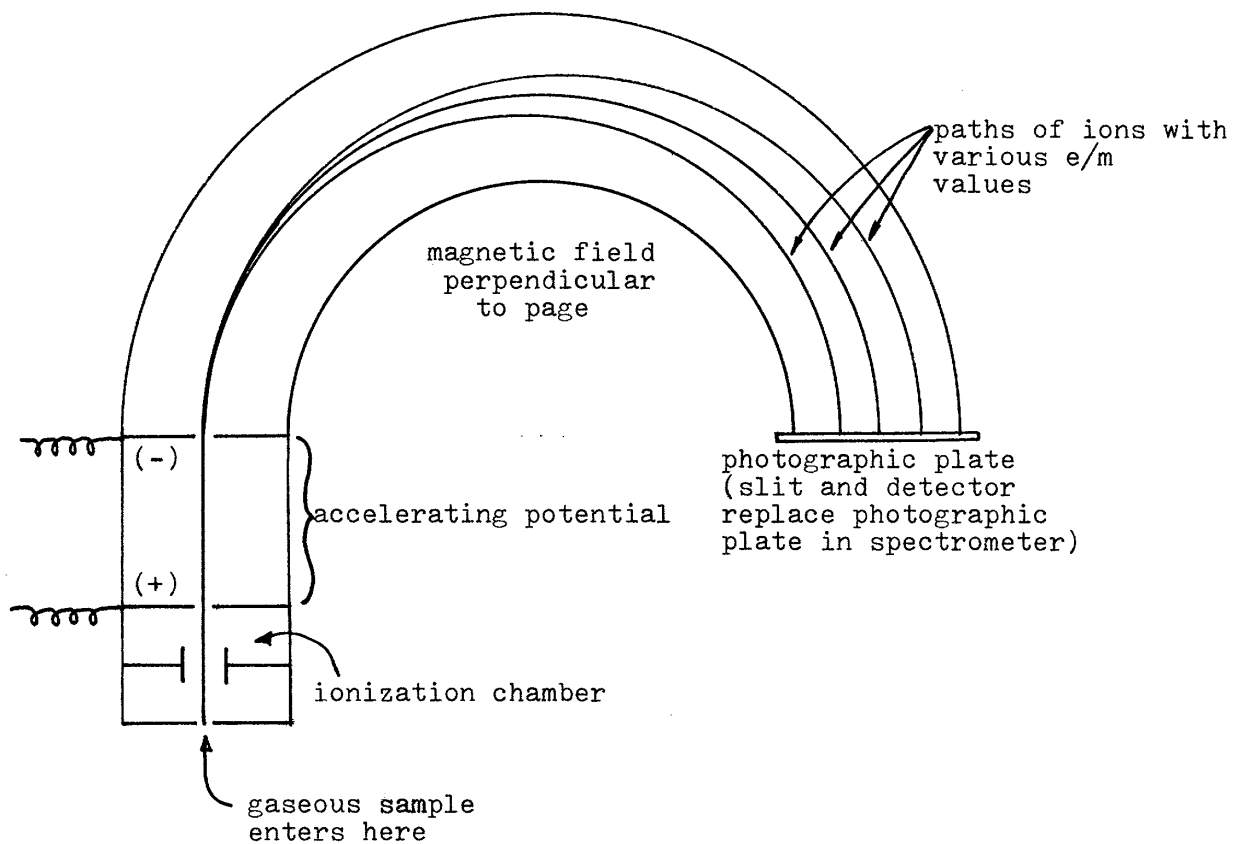 paths of ions with
various e/m
values
magnetic field
perpendicular
to page
(-)
accelerating potential
(+)
photographic plate
(slit and detector
replace photographic
plate in spectrometer)
ionization chamber
gaseous sample
enters here